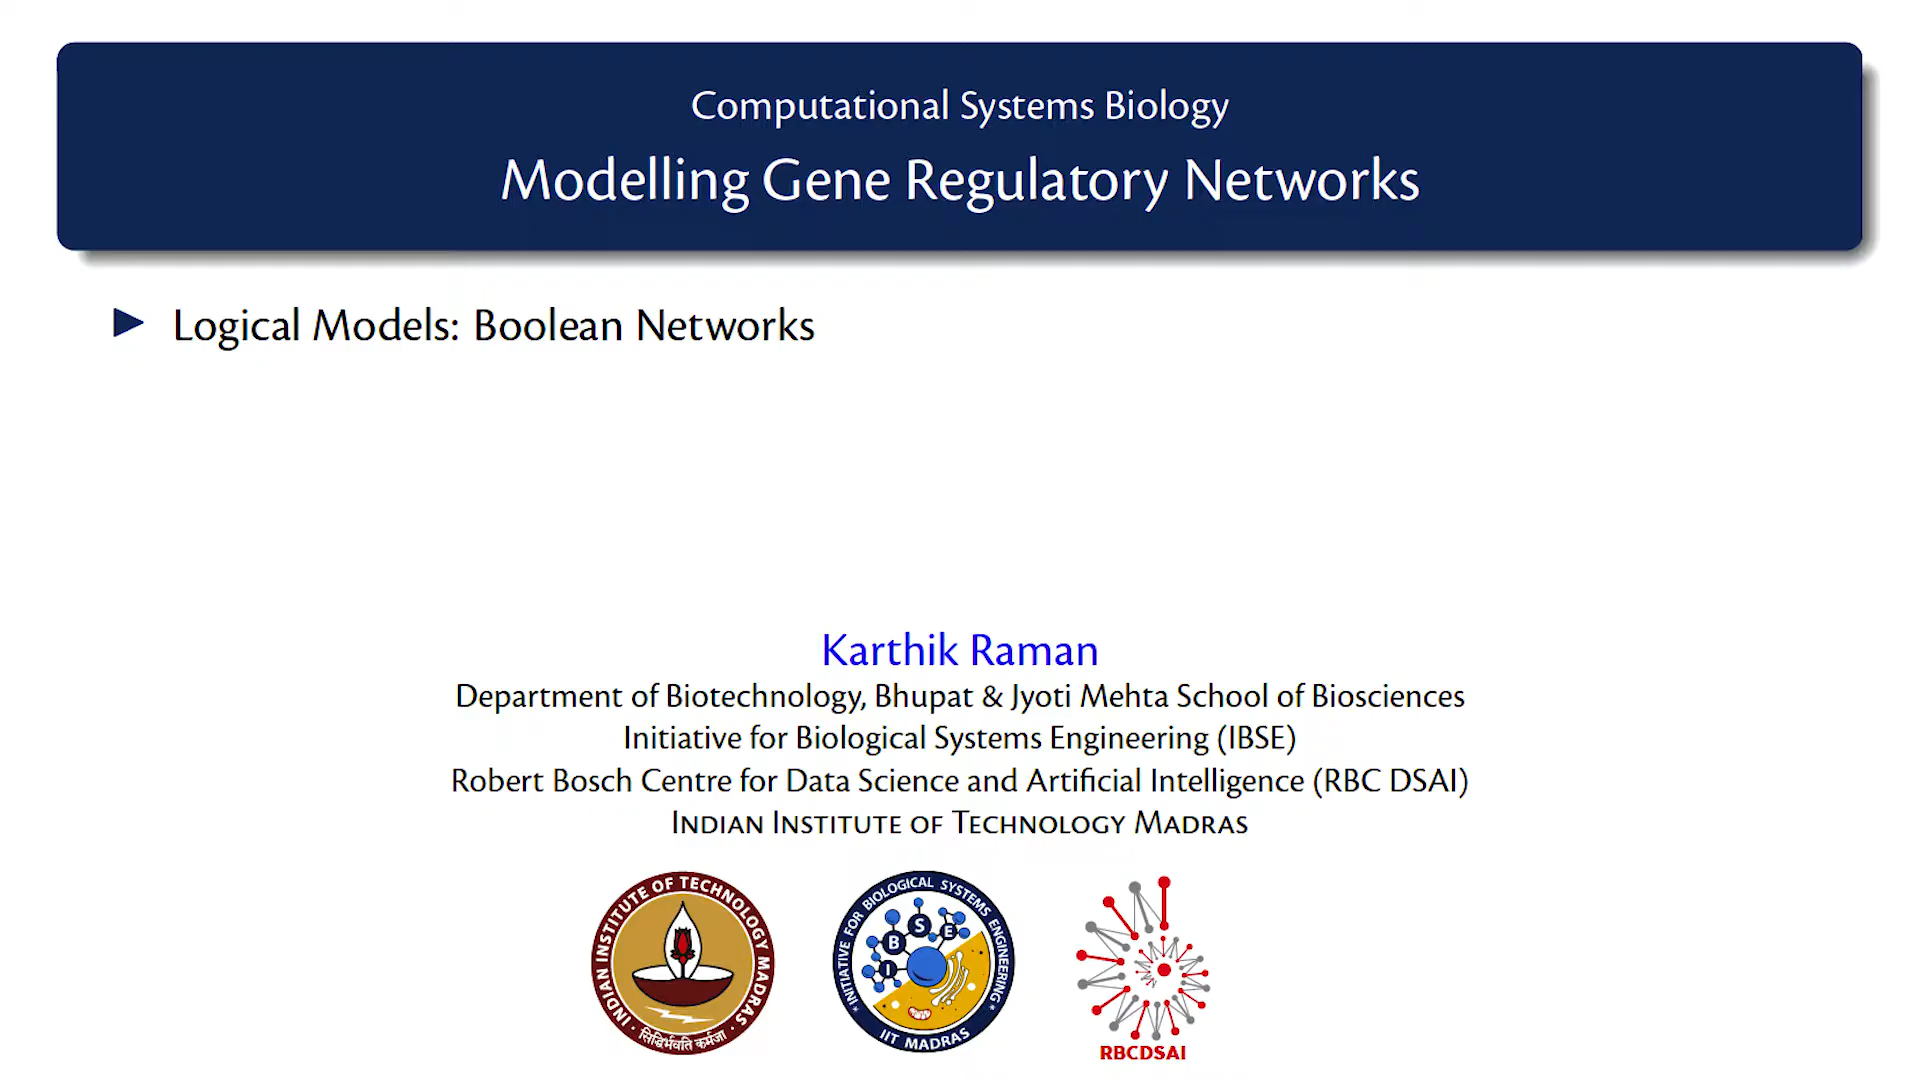 Computational Systems Biology
Modelling Gene Regulatory Networks
Logical Models: Boolean Networks
Karthik Raman
Department of Biotechnology, Bhupat & Jyoti Mehta School of Biosciences
Initiative for Biological Systems Engineering (IBSE)
Robert Bosch Centre for Data Science and Artificial Intelligence (RBC DSAI)
INDIAN INSTITUTE OF TECHNOLOGY MADRAS
INDIAN INSTITUTE OF TECHNOLOGY MADRAS
सिद्धिर्भवति कर्मजा
INITIATIVE FOR BIOLOGICAL SYSTEMS ENGINEERING
I B S E
IIT MADRAS
RBCDSAI